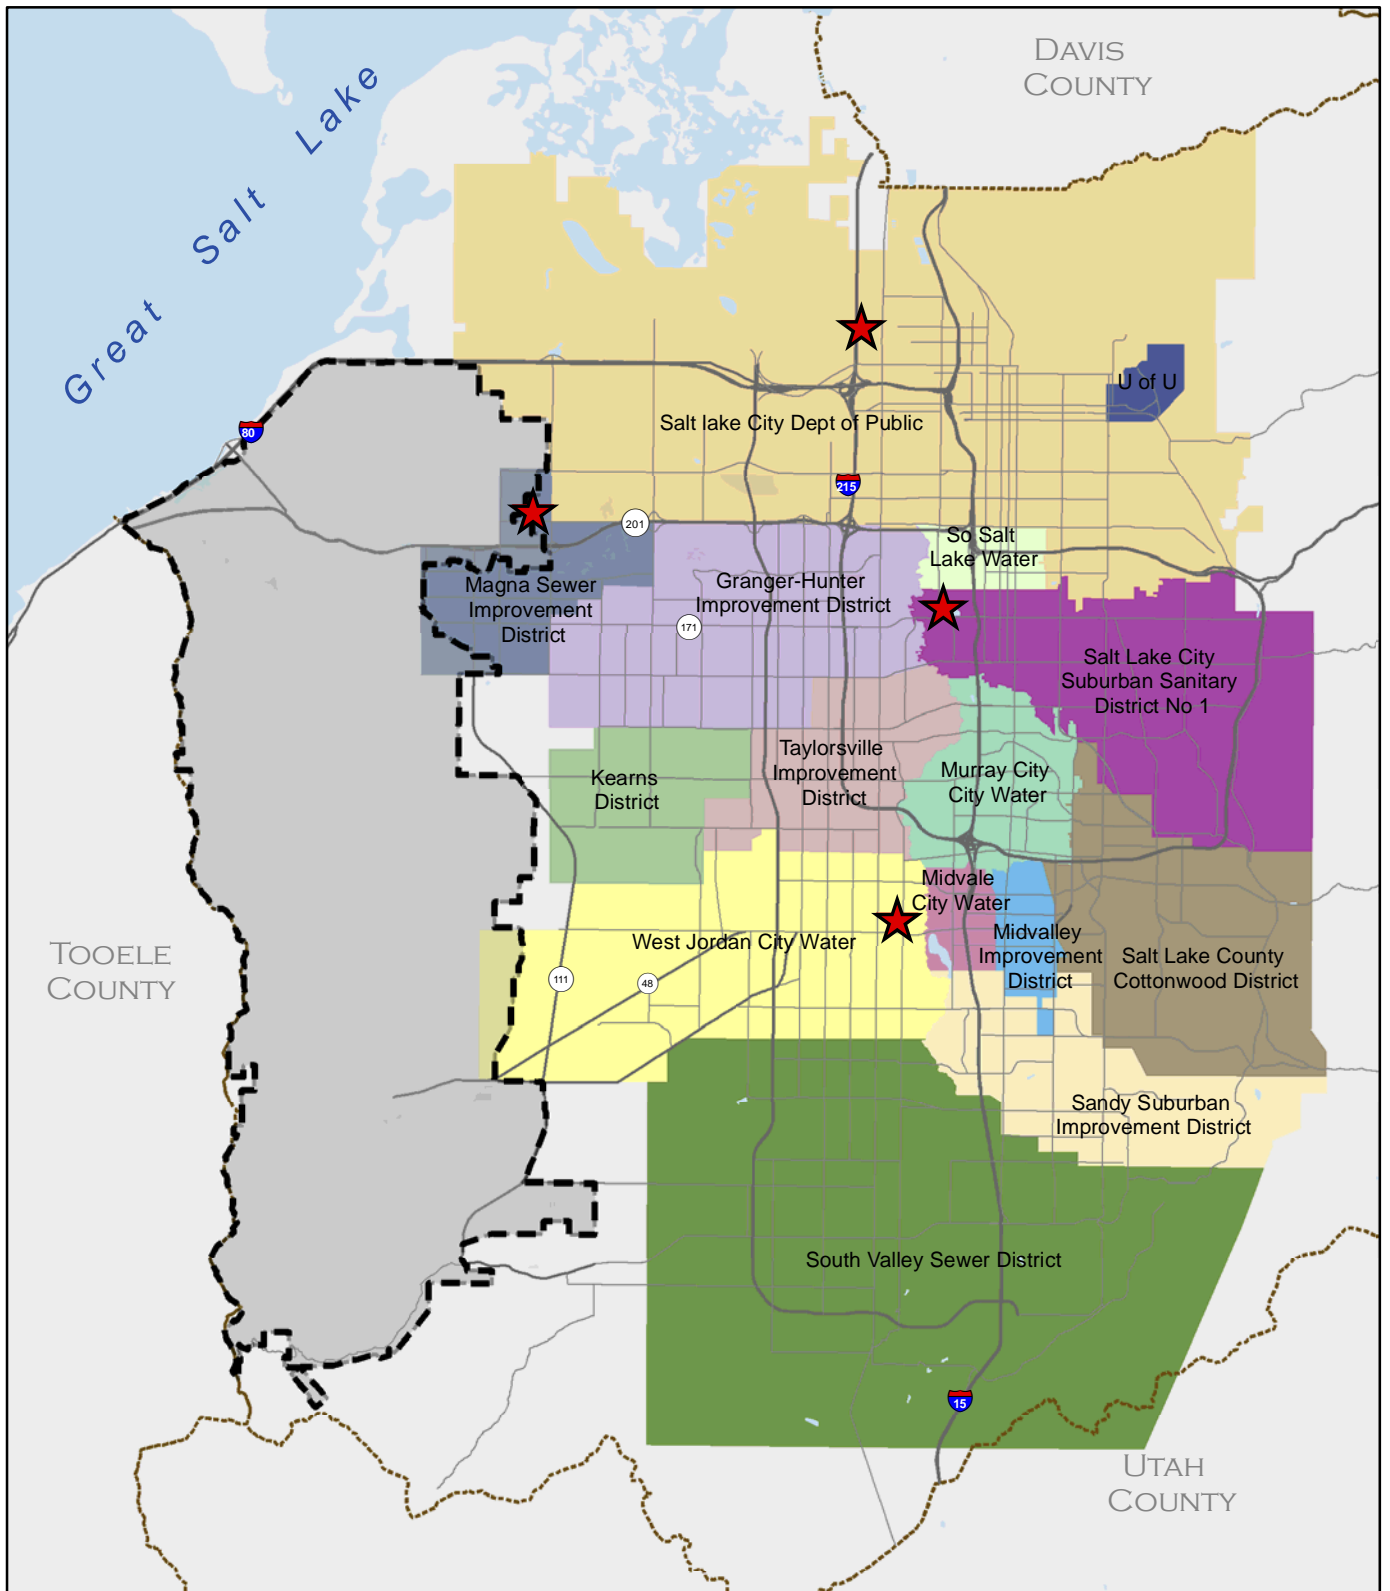 DAVIS
COUNTY
Great Salt Lake
U of U
80
Salt lake City Dept of Public
215
201
So Salt
Lake Water
Magna Sewer
Improvement
District
Granger-Hunter
Improvement District
171
Salt Lake City
Suburban Sanitary
District No 1
Kearns
District
Taylorsville
Improvement
District
Murray City
City Water
Midvale
City Water
West Jordan City Water
Midvalley
Improvement
District
Salt Lake County
Cottonwood District
TOOELE
COUNTY
111
48
Sandy Suburban
Improvement District
South Valley Sewer District
15
UTAH
COUNTY